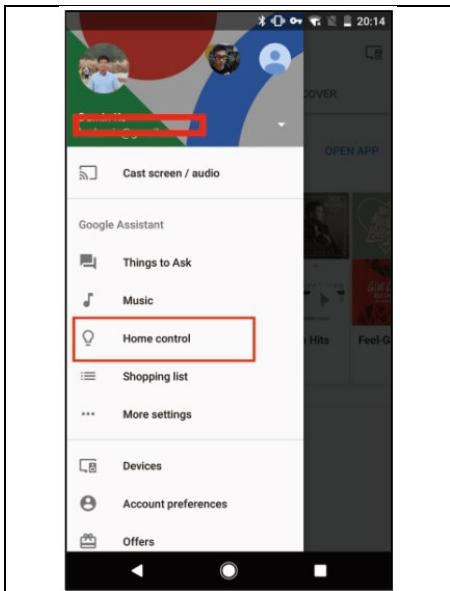 20:14
COVER
OPEN APP
Cast screen / audio
Google Assistant
Things to Ask
Music
Home control
Hits
Feel-G
Shopping list
More settings
Devices
Account preferences
Offers